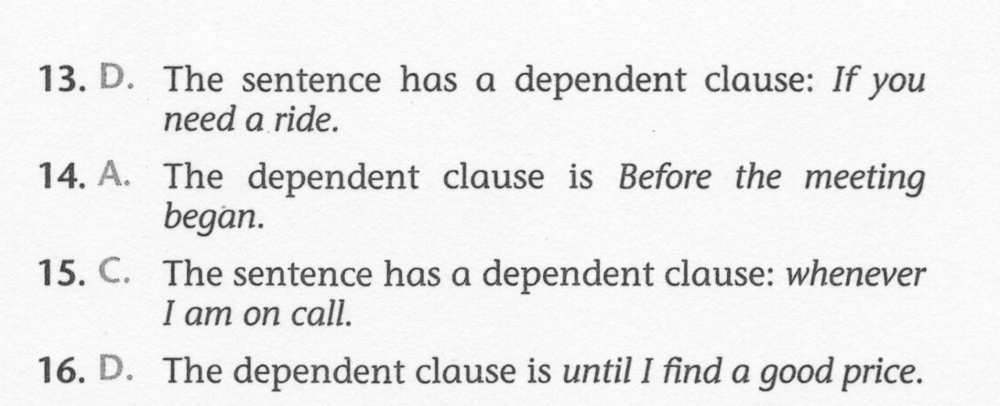 13. D. The sentence has a dependent clause: If you
need a ride.
14. A. The dependent clause is Before the meeting
began.
15. C. The sentence has a dependent clause: whenever
I am on call.
16. D. The dependent clause is until I find a good price.